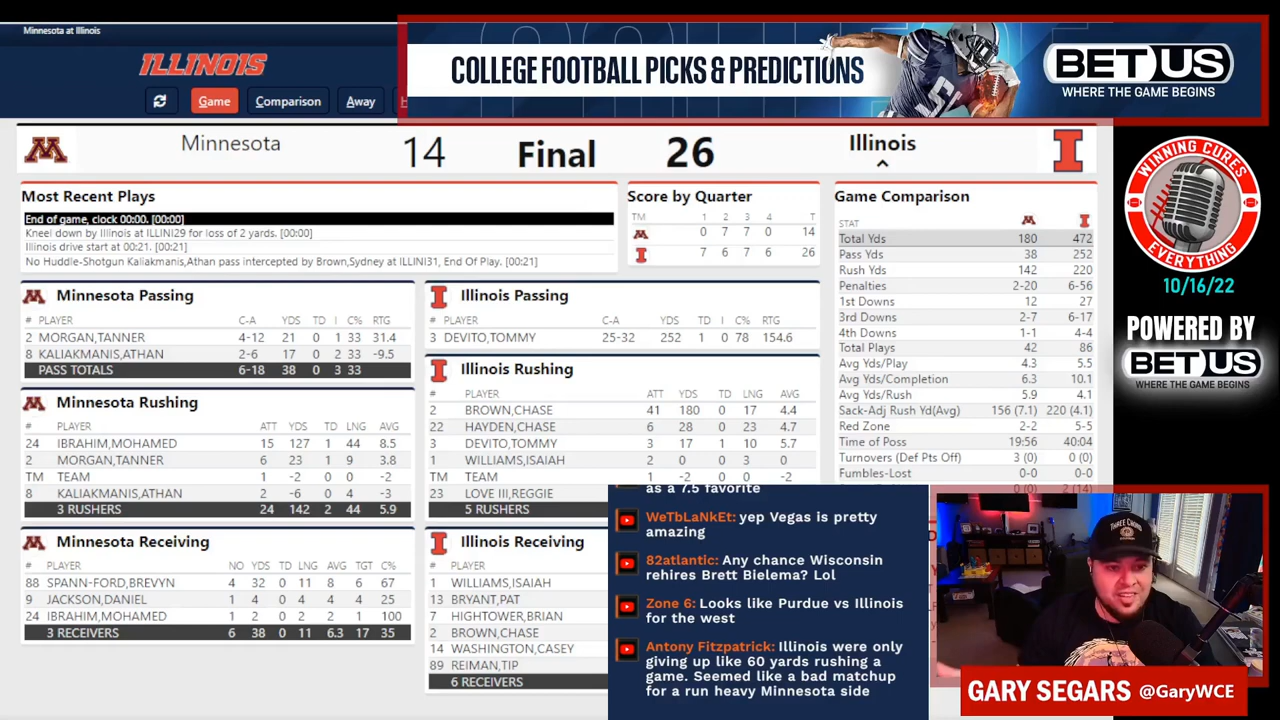 Minnesota at Illinois
ILLINOIS
Game Comparison Away
COLLEGE FOOTBALL PICKS & PREDICTIONS
BETUS
WHERE THE GAME BEGINS
Minnesota 14 Final 26 Illinois
Most Recent Plays
End of game, clock 00:00. [00:00]
Kneel down by Illinois at ILLINI29 for loss of 2 yards. [00:00]
Illinois drive start at 00:21. [00:21]
No Huddle-Shotgun Kaliakmanis,Athan pass intercepted by Brown,Sydney at ILLINI31, End Of Play. [00:21]
Score by Quarter
TM 1 2 3 4 T
M 0 7 7 0 14
I 7 6 7 6 26
Game Comparison
STAT M I
Total Yds 180 472
Pass Yds 38 252
Rush Yds 142 220
Penalties 2-20 6-56
1st Downs 12 27
3rd Downs 2-7 6-17
4th Downs 1-1 4-4
Total Plays 42 86
Avg Yds/Play 4.3 5.5
Avg Yds/Completion 6.3 10.1
Avg Yds/Rush 5.9 4.1
Sack-Adj Rush Yd(Avg) 156 (7.1) 220 (4.1)
Red Zone 2-2 5-5
Time of Poss 19:56 40:04
Turnovers (Def Pts Off) 3 (0) 0 (0)
Fumbles-Lost 0-0 0-0
0 (0) 2 (14)
M Minnesota Passing
# PLAYER C-A YDS TD I C% RTG
2 MORGAN,TANNER 4-12 21 0 1 33 31.4
8 KALIAKMANIS,ATHAN 2-6 17 0 2 33 -9.5
PASS TOTALS 6-18 38 0 3 33
M Minnesota Rushing
# PLAYER ATT YDS TD LNG AVG
24 IBRAHIM,MOHAMED 15 127 1 44 8.5
2 MORGAN,TANNER 6 23 1 9 3.8
TM TEAM 1 -2 0 0 -2
8 KALIAKMANIS,ATHAN 2 -6 0 4 -3
3 RUSHERS 24 142 2 44 5.9
M Minnesota Receiving
# PLAYER NO YDS TD LNG AVG TGT C%
88 SPANN-FORD,BREVYN 4 32 0 11 8 6 67
9 JACKSON,DANIEL 1 4 0 4 4 4 25
24 IBRAHIM,MOHAMED 1 2 0 2 2 1 100
3 RECEIVERS 6 38 0 11 6.3 17 35
I Illinois Passing
# PLAYER C-A YDS TD I C% RTG
3 DEVITO,TOMMY 25-32 252 1 0 78 154.6
I Illinois Rushing
# PLAYER ATT YDS TD LNG AVG
2 BROWN,CHASE 41 180 0 17 4.4
22 HAYDEN,CHASE 6 28 0 23 4.7
3 DEVITO,TOMMY 3 17 1 10 5.7
1 WILLIAMS,ISAIAH 2 0 0 3 0
TM TEAM 1 -2 0 0 -2
23 LOVE III,REGGIE
5 RUSHERS
I Illinois Receiving
# PLAYER
1 WILLIAMS,ISAIAH
13 BRYANT,PAT
7 HIGHTOWER,BRIAN
2 BROWN,CHASE
14 WASHINGTON,CASEY
89 REIMAN,TIP
6 RECEIVERS
as a 7.5 favorite
WeTbLaNkEt: yep Vegas is pretty
amazing
82atlantic: Any chance Wisconsin
rehires Brett Bielema? Lol
Zone 6: Looks like Purdue vs Illinois
for the west
Antony Fitzpatrick: Illinois were only
giving up like 60 yards rushing a
game. Seemed like a bad matchup
for a run heavy Minnesota side
WINNING CURES
EVERYTHING
10/16/22
POWERED BY
BETUS
WHERE THE GAME BEGINS
GARY SEGARS @GaryWCE